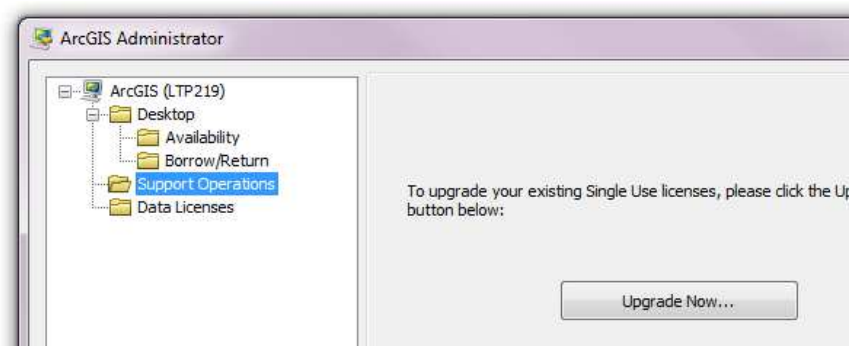 ArcGIS Administrator
ArcGIS (LTP219)
Desktop
Availability
Borrow/Return
Support Operations
Data Licenses
To upgrade your existing Single Use licenses, please click the
button below:
Upgrade Now...